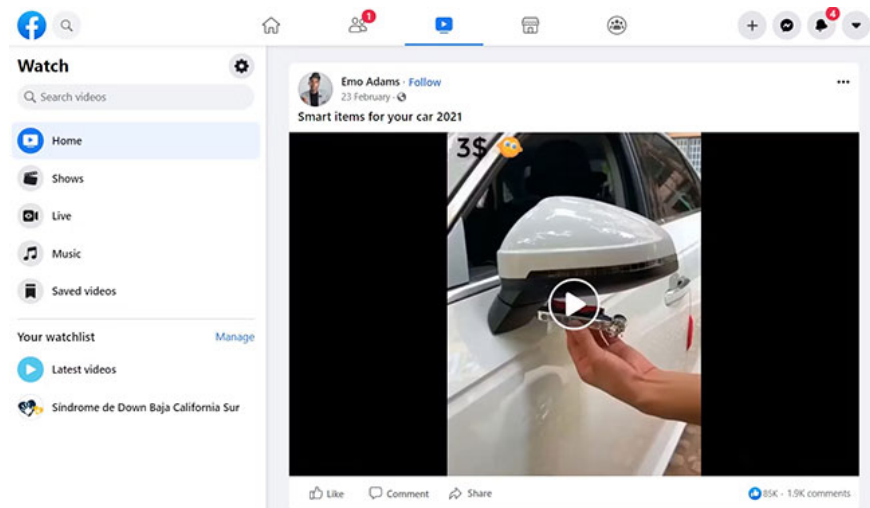 f
1
4
Watch
Search videos
Home
Shows
Live
Music
Saved videos
Your watchlist
Manage
Latest videos
Síndrome de Down Baja California Sur
Emo Adams · Follow
23 February ·
Smart items for your car 2021
3$
Like
Comment
Share
85K · 1.9K comments